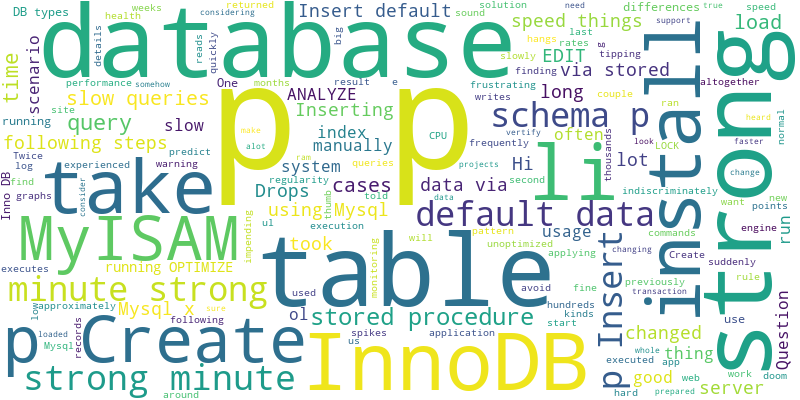 DB types
health
weeks
Insert default
sound
solution
considering
returned
Around
differences
need
true
details
reads
quickly
big
speed things
last
rates
g
tipping
support
load
speed
database
scenario
performance
somehow
months
result
e
hangs
slowly
EDIT
time
One
ANALYZE
finding
via stored
altogether
slow queries
frustrating
long
running
site
Inserting
writes
couple
ran
p p
CPU
schema p
install
strong
query
slow
index
often
LOCK
look
faster
following steps
make
manually
vertify
frequently
heard
Twice
experienced
predict
alot
system
Hi
lot
thousands
change
normal
log
warning
ram
queries
projects
li
take
regularity
Drops
cases
data via
second
indiscriminately
find
graphs
consider
thumb
told
data
want
new
Inno DB
using Mysql
default data
usage
points
MyISAM
ul
execution
pattern
unoptimized
commands
engine
took
will
applying
changing
Create
run
impending
monitoring
suddenly
executes
running OPTIMIZE
table
avoid
fine
previously
rule
minute strong
used
hundreds
transaction
approximately
Mysql x
kinds
use
low
following
ol
stored procedure
start
p Insert
changed
Question
p Create
records
us
spikes
application
whole
executed
thing
app
web
work
doom
loaded
sure
Mysql
strong minute
InnoDB
good
hard
prepared
server
around